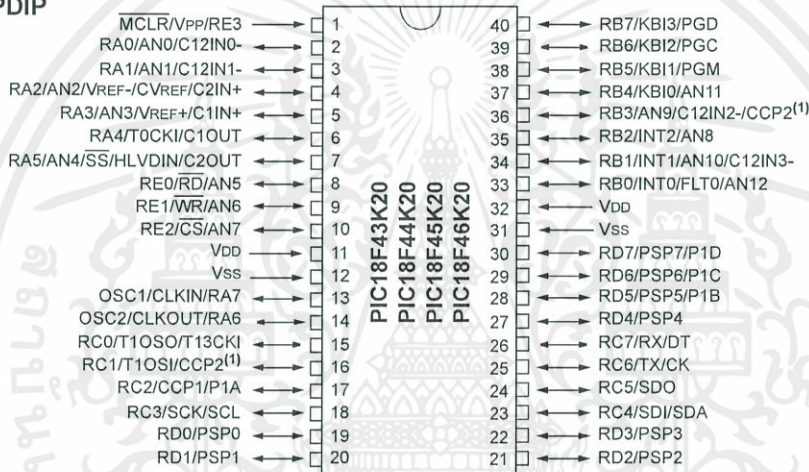 PDIP
MCLR/VPP/RE3 1
RA0/AN0/C12IN0- 2
RA1/AN1/C12IN1- 3
RA2/AN2/VREF-/CVREF/C2IN+ 4
RA3/AN3/VREF+/C1IN+ 5
RA4/T0CKI/C1OUT 6
RA5/AN4/SS/HLVDIN/C2OUT 7
RE0/RD/AN5 8
RE1/WR/AN6 9
RE2/CS/AN7 10
VDD 11
VSS 12
OSC1/CLKIN/RA7 13
OSC2/CLKOUT/RA6 14
RC0/T1OSO/T13CKI 15
RC1/T1OSI/CCP2(1) 16
RC2/CCP1/P1A 17
RC3/SCK/SCL 18
RD0/PSP0 19
RD1/PSP1 20
PIC18F43K20
PIC18F44K20
PIC18F45K20
PIC18F46K20
40 RB7/KBI3/PGD
39 RB6/KBI2/PGC
38 RB5/KBI1/PGM
37 RB4/KBI0/AN11
36 RB3/AN9/C12IN2-/CCP2(1)
35 RB2/INT2/AN8
34 RB1/INT1/AN10/C12IN3-
33 RB0/INT0/FLT0/AN12
32 VDD
31 VSS
30 RD7/PSP7/P1D
29 RD6/PSP6/P1C
28 RD5/PSP5/P1B
27 RD4/PSP4
26 RC7/RX/DT
25 RC6/TX/CK
24 RC5/SDO
23 RC4/SDI/SDA
22 RD3/PSP3
21 RD2/PSP2